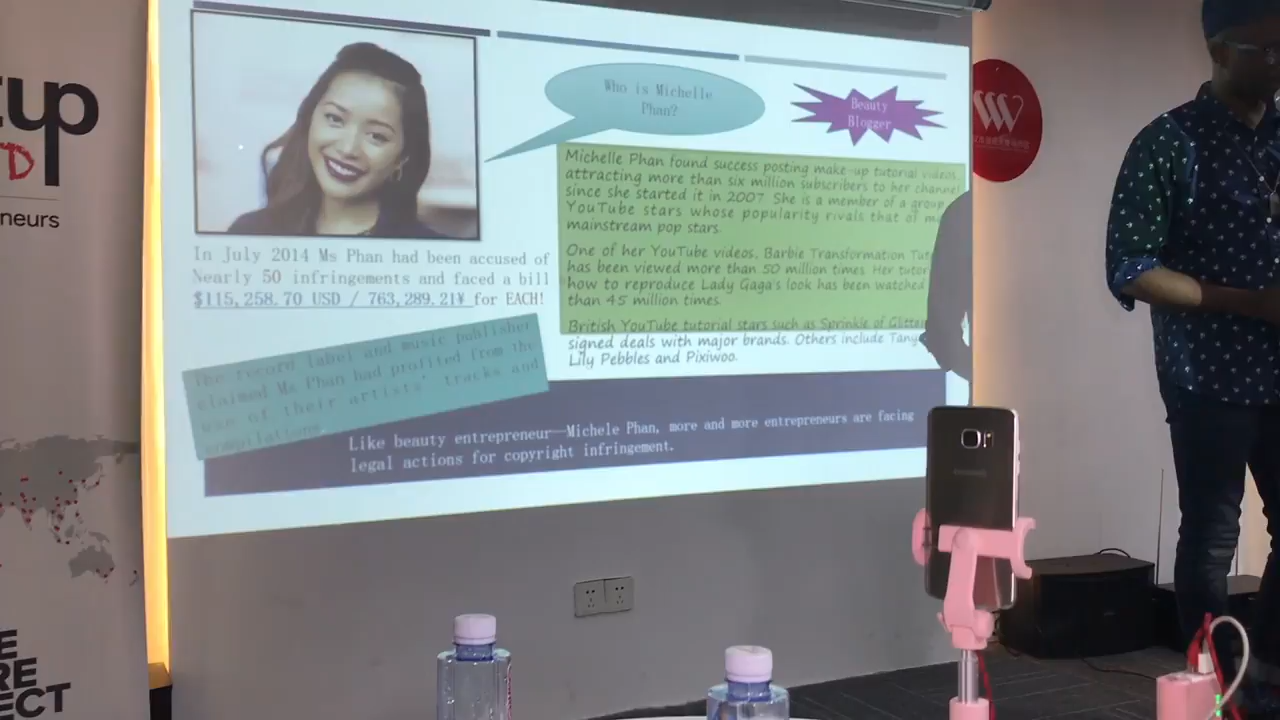 tup
neurs
Who is Michelle
Phan?
Beauty
Blogger
Michelle Phan found success posting make-up tutorial videos,
attracting more than six million subscribers to her channel
since she started it in 2007. She is a member of a group
YouTube stars whose popularity rivals that of
mainstream pop stars.
One of her YouTube videos, Barbie Transformation Tut
has been viewed more than 50 million times. Her tutor
how to reproduce Lady Gaga's look has been watched
than 45 million times.
British YouTube tutorial stars such as Sprinkle of Glitter
signed deals with major brands. Others include Tany
Lily Pebbles and Pixiwoo.
In July 2014 Ms Phan had been accused of
Nearly 50 infringements and faced a bill
$115,258.70 USD / 763,289.21¥ for EACH!
The record label and music publisher
claimed Ms Phan had profited from the
use of their artists' tracks and
compilations.
Like beauty entrepreneur—Michele Phan, more and more entrepreneurs are facing
legal actions for copyright infringement.
SAMSUNG